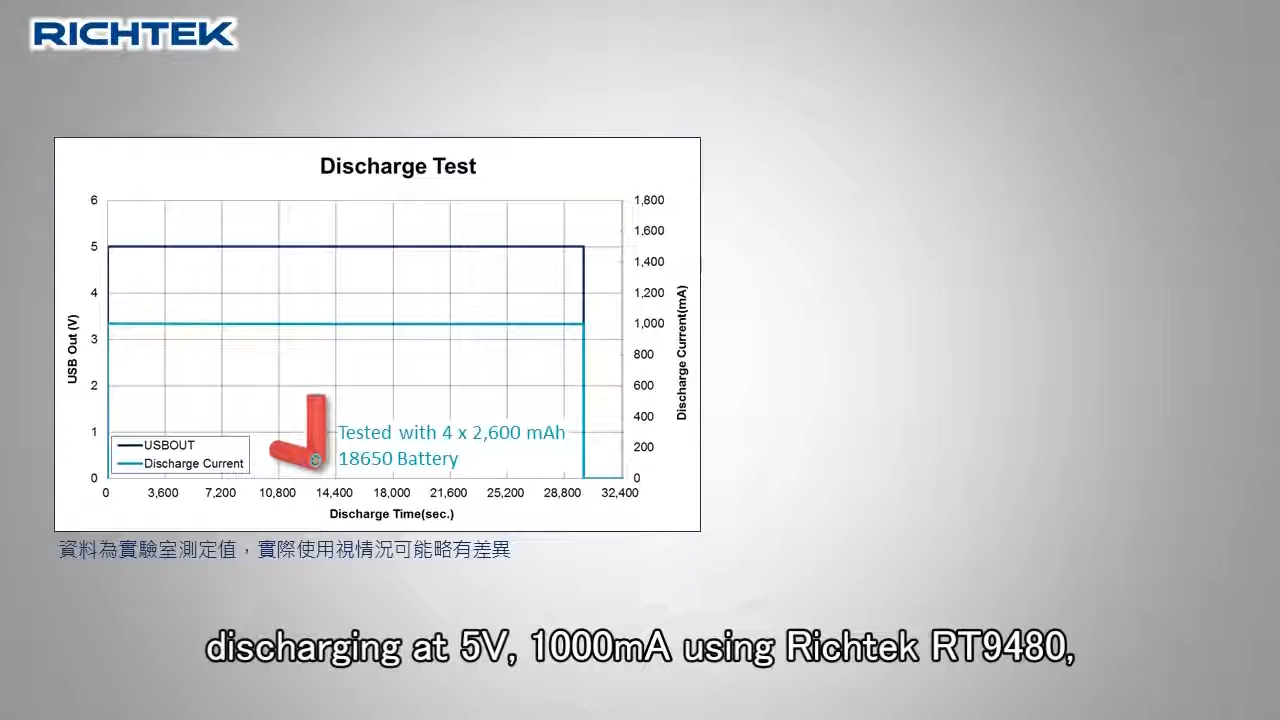 RICHTEK
Discharge Test
6
5
4
3
2
1
0
USB Out (V)
1,800
1,600
1,400
1,200
1,000
800
600
400
200
0
Discharge Current(mA)
USBOUT
Discharge Current
Tested with 4 x 2,600 mAh
18650 Battery
0 3,600 7,200 10,800 14,400 18,000 21,600 25,200 28,800 32,400
Discharge Time(sec.)
資料為實驗室測定值，實際使用視情況可能略有差異
discharging at 5V, 1000mA using Richtek RT9480,